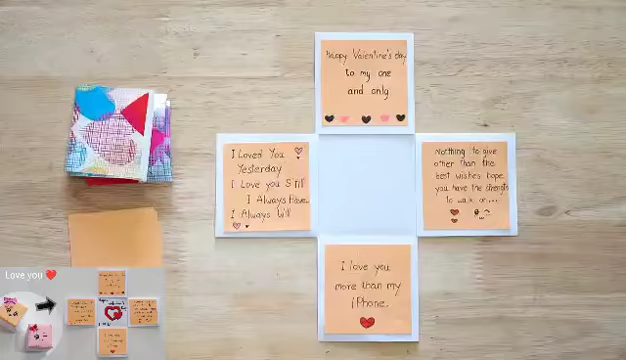 Happy Valentine's day
to my one
and only
I Loved You
Yesterday
I Love you Still
I Always Have..
I Always Will
Nothing to give
other than the
best wishes hope
you have the strength
to walk on...
I love you
more than my
iPhone.
Love you ❤️